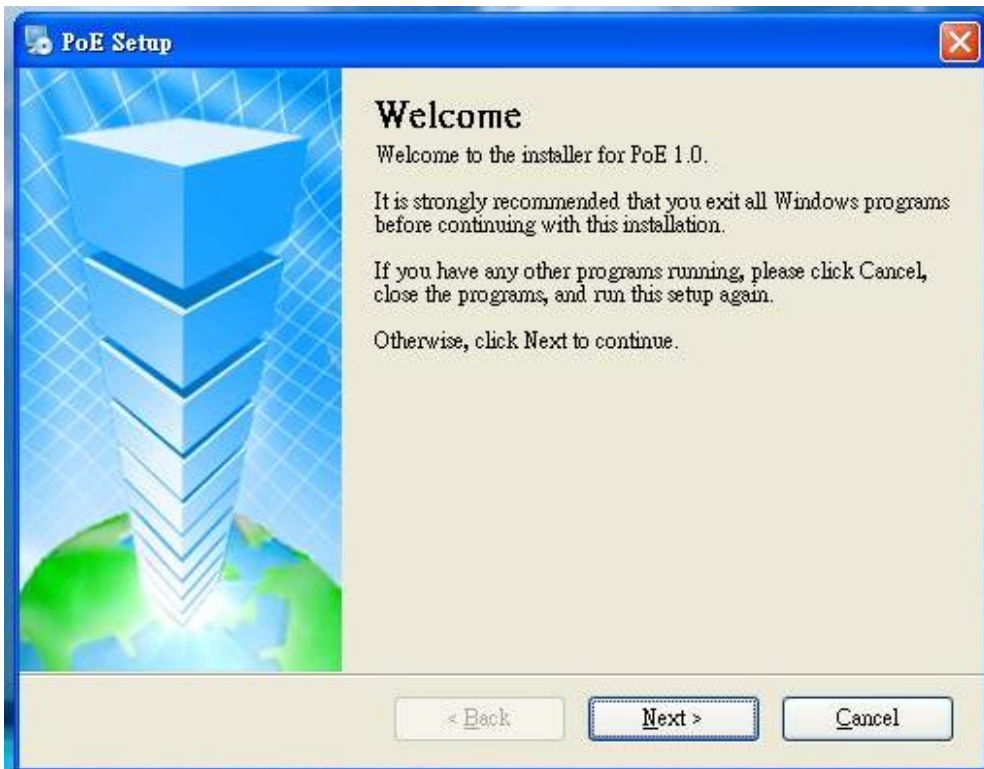 PoE Setup
Welcome
Welcome to the installer for PoE 1.0.
It is strongly recommended that you exit all Windows programs
before continuing with this installation.
If you have any other programs running, please click Cancel,
close the programs, and run this setup again.
Otherwise, click Next to continue.
< Back
Next >
Cancel